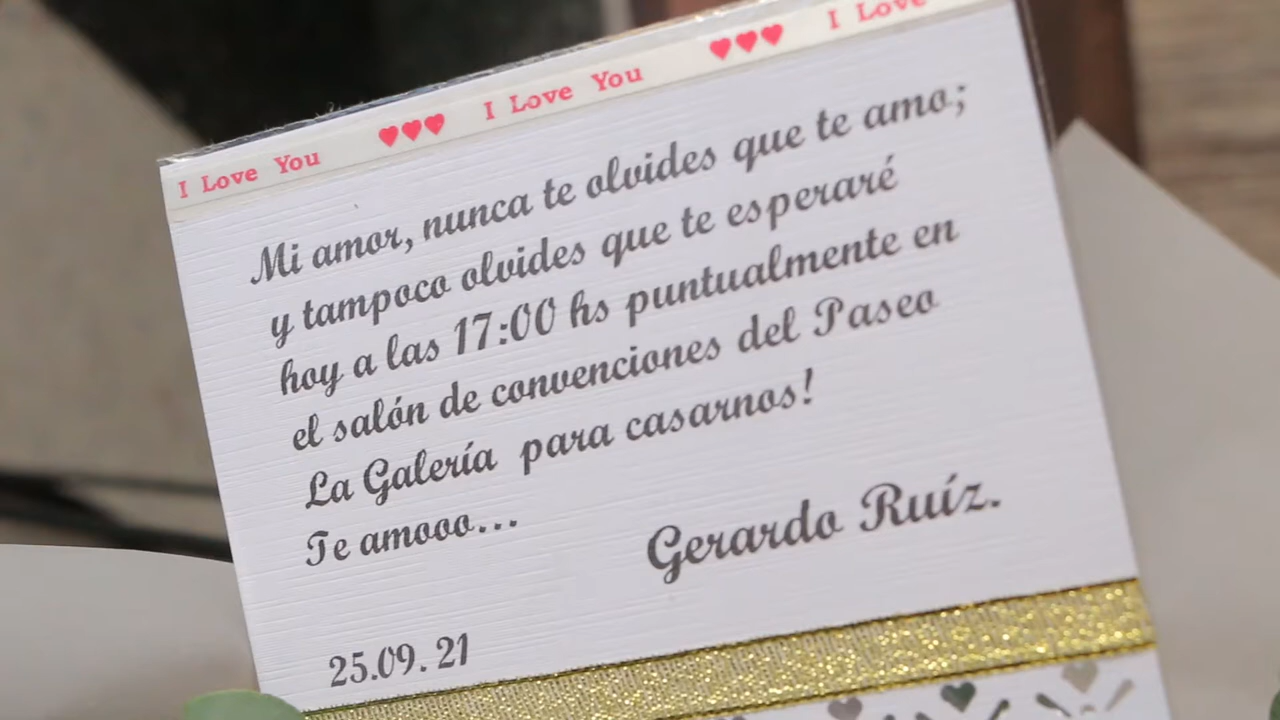 I Love You ♥♥♥ I Love You ♥♥♥ I Love
Mi amor, nunca te olvides que te amo;
y tampoco olvides que te esperaré
hoy a las 17:00 hs puntualmente en
el salón de convenciones del Paseo
La Galería para casarnos!
Te amooo...
Gerardo Ruíz.
25.09.21